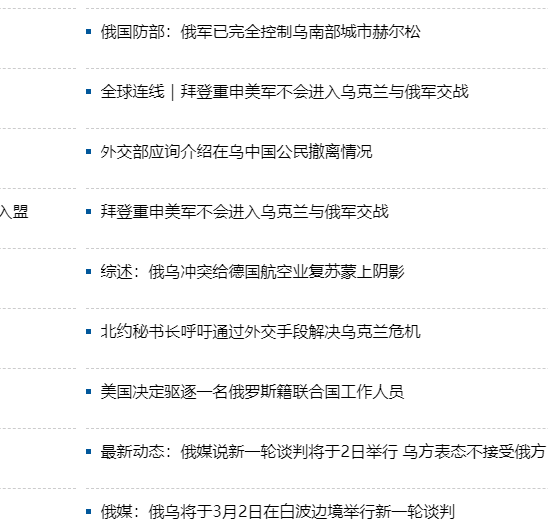 俄国防部：俄军已完全控制乌南部城市赫尔松
全球连线｜拜登重申美军不会进入乌克兰与俄军交战
外交部应询介绍在乌中国公民撤离情况
入盟
拜登重申美军不会进入乌克兰与俄军交战
综述：俄乌冲突给德国航空业复苏蒙上阴影
北约秘书长呼吁通过外交手段解决乌克兰危机
美国决定驱逐一名俄罗斯籍联合国工作人员
最新动态：俄媒说新一轮谈判将于2日举行 乌方表态不接受俄方
俄媒：俄乌将于3月2日在白波边境举行新一轮谈判